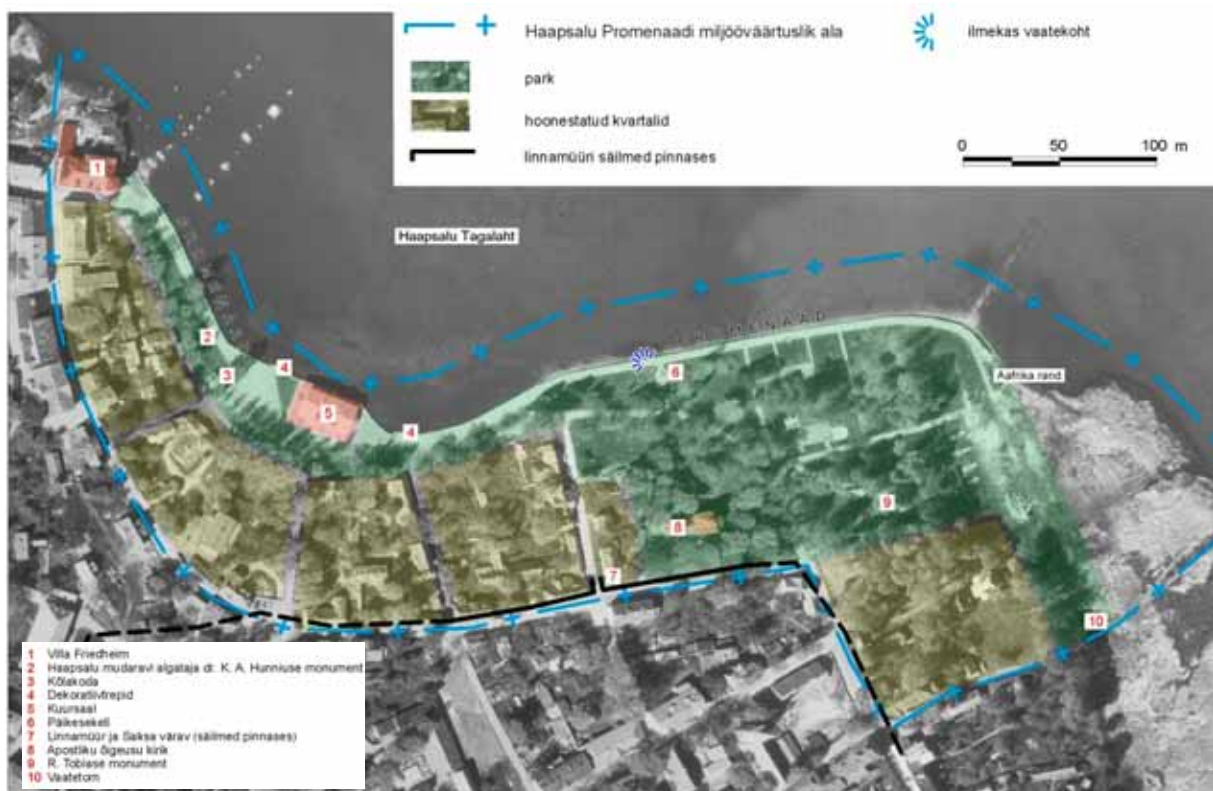 Haapsalu Promenaadi miljööväärtuslik ala
ilmekas vaatekoht
park
hoonestatud kvartalid
linnamüüri säilmed pinnases
0 50 100 m
1
Haapsalu Tagalaht
2
3
4
5
4
6
Aafrika rand
8
9
7
10
1 Villa Friedheim
2 Haapsalu mudaravi algataja dr. K. A. Hunniuse monument
3 Kõlakoda
4 Dekoratiivtrepid
5 Kuursaal
6 Päikesekell
7 Linnamüür ja Saksa värav (säilmed pinnases)
8 Apostliku õigeusu kirik
9 R. Tobiase monument
10 Vaatetorn